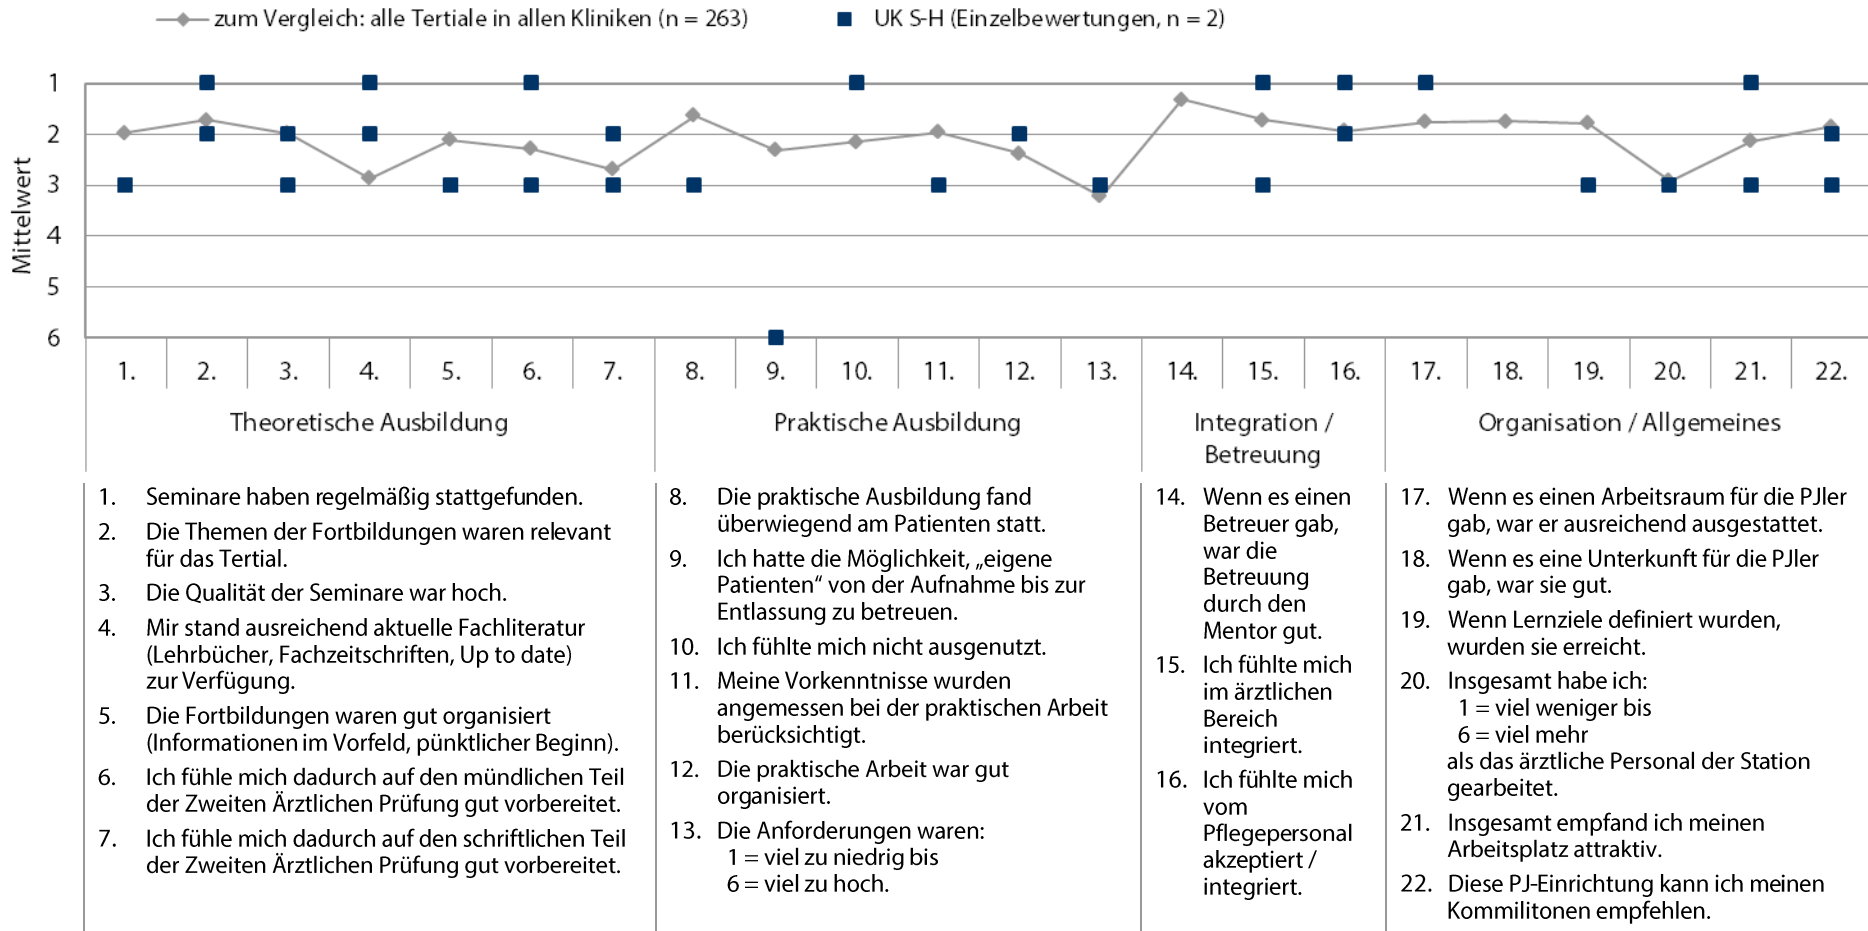 zum Vergleich: alle Tertiale in allen Kliniken (n = 263)
UK S-H (Einzelbewertungen, n = 2)
Mittelwert
1
2
3
4
5
6
1. 2. 3. 4. 5. 6. 7. 8. 9. 10. 11. 12. 13. 14. 15. 16. 17. 18. 19. 20. 21. 22.
Theoretische Ausbildung
Praktische Ausbildung
Integration /
Betreuung
Organisation / Allgemeines
1. Seminare haben regelmäßig stattgefunden.
2. Die Themen der Fortbildungen waren relevant
für das Tertial.
3. Die Qualität der Seminare war hoch.
4. Mir stand ausreichend aktuelle Fachliteratur
(Lehrbücher, Fachzeitschriften, Up to date)
zur Verfügung.
5. Die Fortbildungen waren gut organisiert
(Informationen im Vorfeld, pünktlicher Beginn).
6. Ich fühle mich dadurch auf den mündlichen Teil
der Zweiten Ärztlichen Prüfung gut vorbereitet.
7. Ich fühle mich dadurch auf den schriftlichen Teil
der Zweiten Ärztlichen Prüfung gut vorbereitet.
8. Die praktische Ausbildung fand
überwiegend am Patienten statt.
9. Ich hatte die Möglichkeit, „eigene
Patienten“ von der Aufnahme bis zur
Entlassung zu betreuen.
10. Ich fühlte mich nicht ausgenutzt.
11. Meine Vorkenntnisse wurden
angemessen bei der praktischen Arbeit
berücksichtigt.
12. Die praktische Arbeit war gut
organisiert.
13. Die Anforderungen waren:
1 = viel zu niedrig bis
6 = viel zu hoch.
14. Wenn es einen
Betreuer gab,
war die
Betreuung
durch den
Mentor gut.
15. Ich fühlte mich
im ärztlichen
Bereich
integriert.
16. Ich fühlte mich
vom
Pflegepersonal
akzeptiert /
integriert.
17. Wenn es einen Arbeitsraum für die PJler
gab, war er ausreichend ausgestattet.
18. Wenn es eine Unterkunft für die PJler
gab, war sie gut.
19. Wenn Lernziele definiert wurden,
wurden sie erreicht.
20. Insgesamt habe ich:
1 = viel weniger bis
6 = viel mehr
als das ärztliche Personal der Station
gearbeitet.
21. Insgesamt empfand ich meinen
Arbeitsplatz attraktiv.
22. Diese PJ-Einrichtung kann ich meinen
Kommilitonen empfehlen.